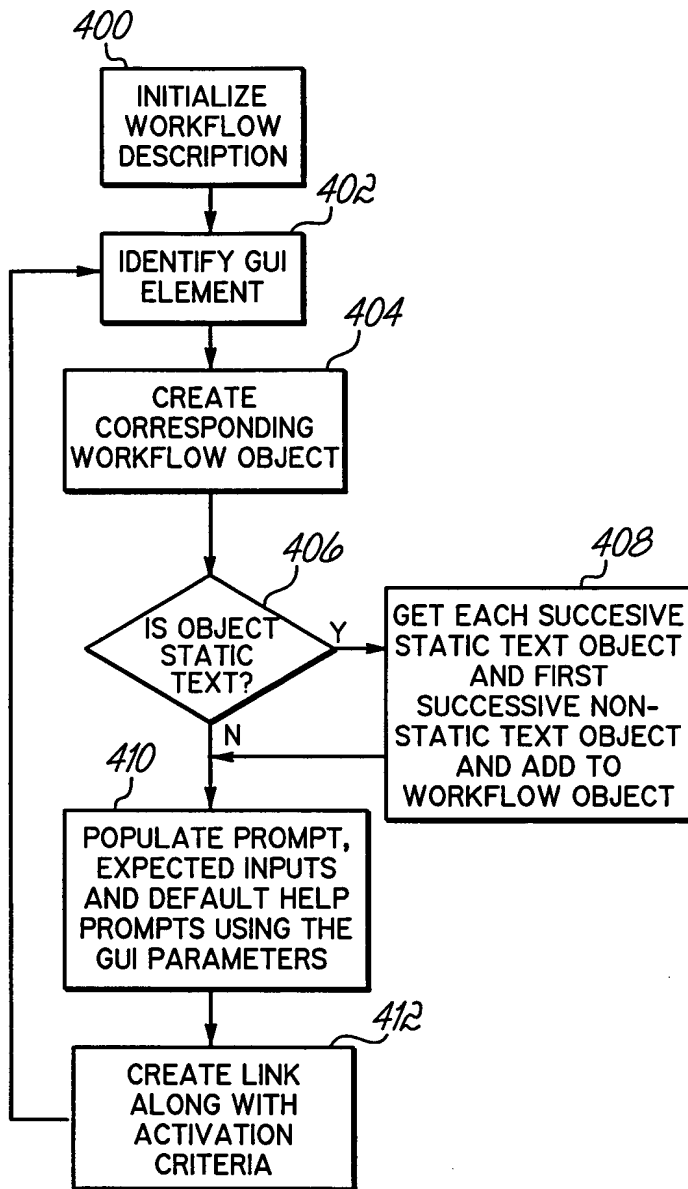 400
INITIALIZE
WORKFLOW
DESCRIPTION
402
IDENTIFY GUI
ELEMENT
404
CREATE
CORRESPONDING
WORKFLOW OBJECT
406
IS OBJECT
STATIC
TEXT?
Y
N
408
GET EACH SUCCESIVE
STATIC TEXT OBJECT
AND FIRST
SUCCESSIVE NON-
STATIC TEXT OBJECT
AND ADD TO
WORKFLOW OBJECT
410
POPULATE PROMPT,
EXPECTED INPUTS
AND DEFAULT HELP
PROMPTS USING THE
GUI PARAMETERS
412
CREATE LINK
ALONG WITH
ACTIVATION
CRITERIA